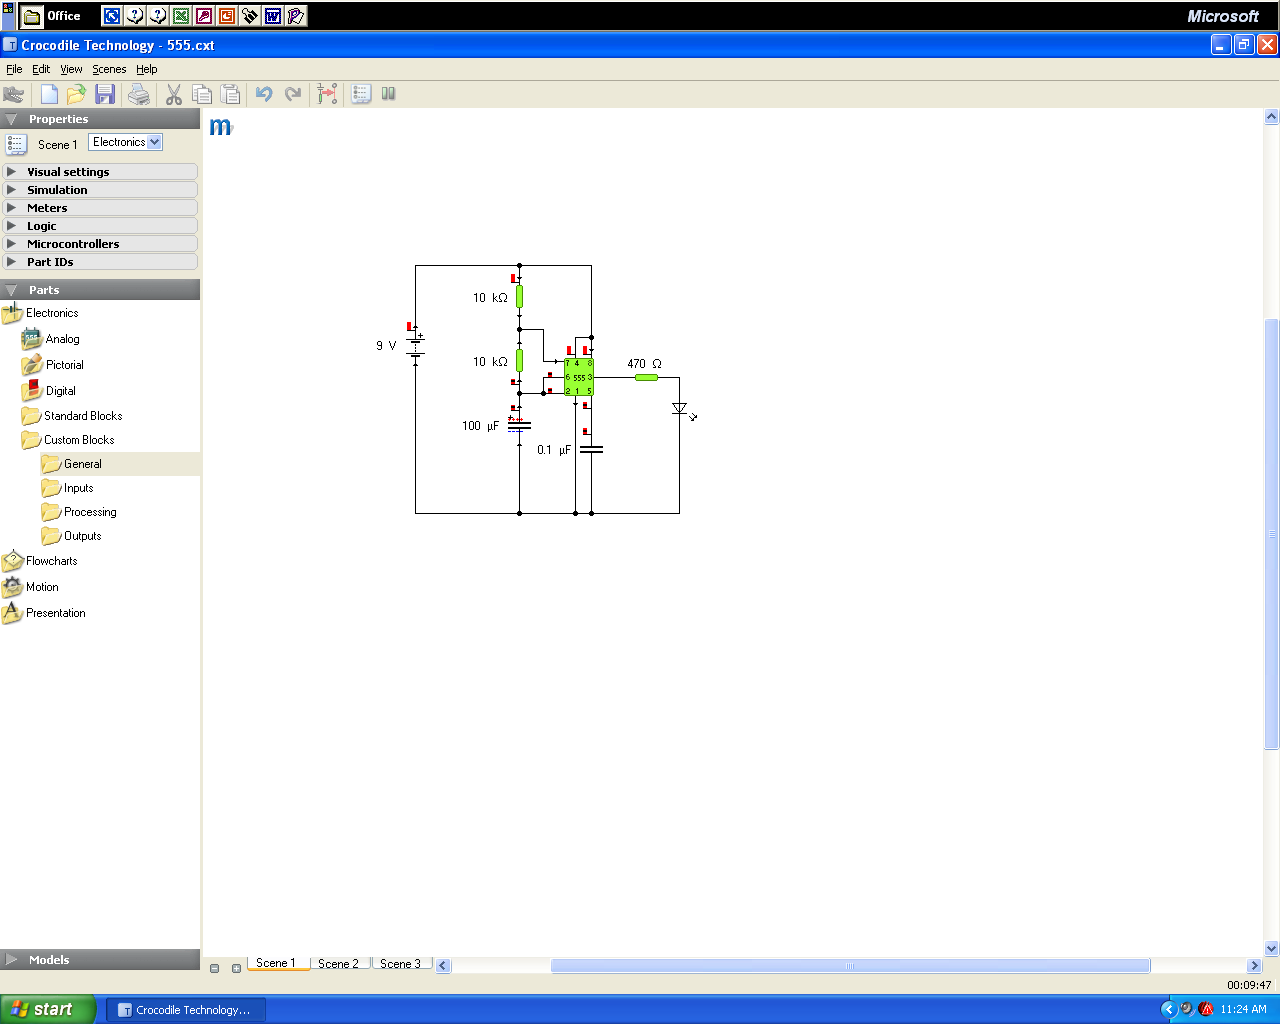 Office
Microsoft
Crocodile Technology - 555.cxt
File Edit View Scenes Help
Properties
Scene 1 Electronics
Visual settings
Simulation
Meters
Logic
Microcontrollers
Part IDs
Parts
Electronics
Analog
Pictorial
Digital
Standard Blocks
Custom Blocks
General
Inputs
Processing
Outputs
Flowcharts
Motion
Presentation
Models
m
10 kΩ
9 V
10 kΩ
7 4 8
6 555 3
2 1 5
470 Ω
100 µF
0.1 µF
Scene 1 Scene 2 Scene 3
00:09:47
start
Crocodile Technology...
11:24 AM